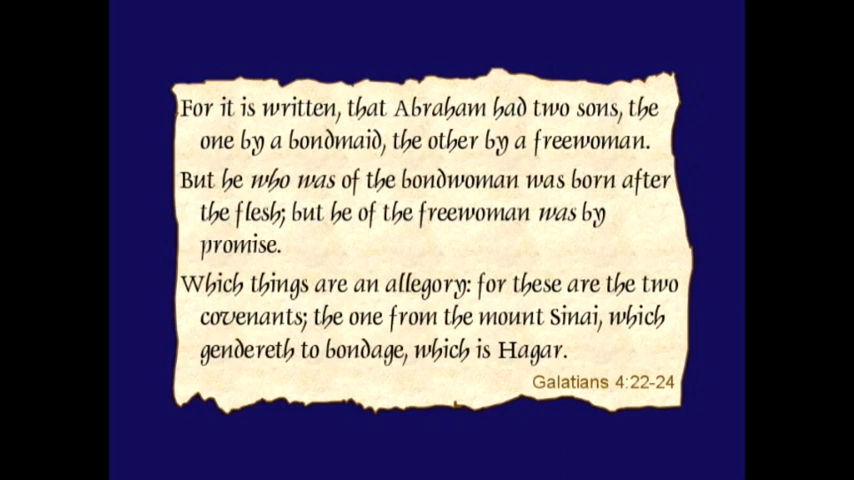 For it is written, that Abraham had two sons, the
one by a bondmaid, the other by a freewoman.
But he who was of the bondwoman was born after
the flesh; but he of the freewoman was by
promise.
Which things are an allegory: for these are the two
covenants; the one from the mount Sinai, which
gendereth to bondage, which is Hagar.
Galatians 4:22-24